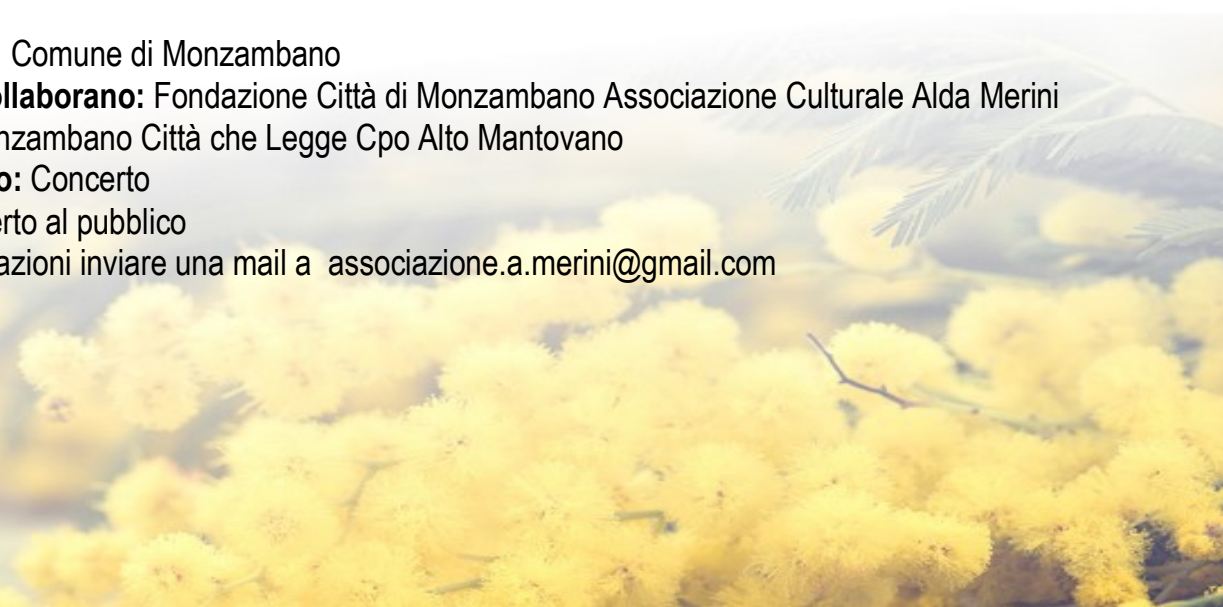 Comune di Monzambano
ollaborano: Fondazione Città di Monzambano Associazione Culturale Alda Merini
nzambano Città che Legge Cpo Alto Mantovano
o: Concerto
erto al pubblico
azioni inviare una mail a associazione.a.merini@gmail.com